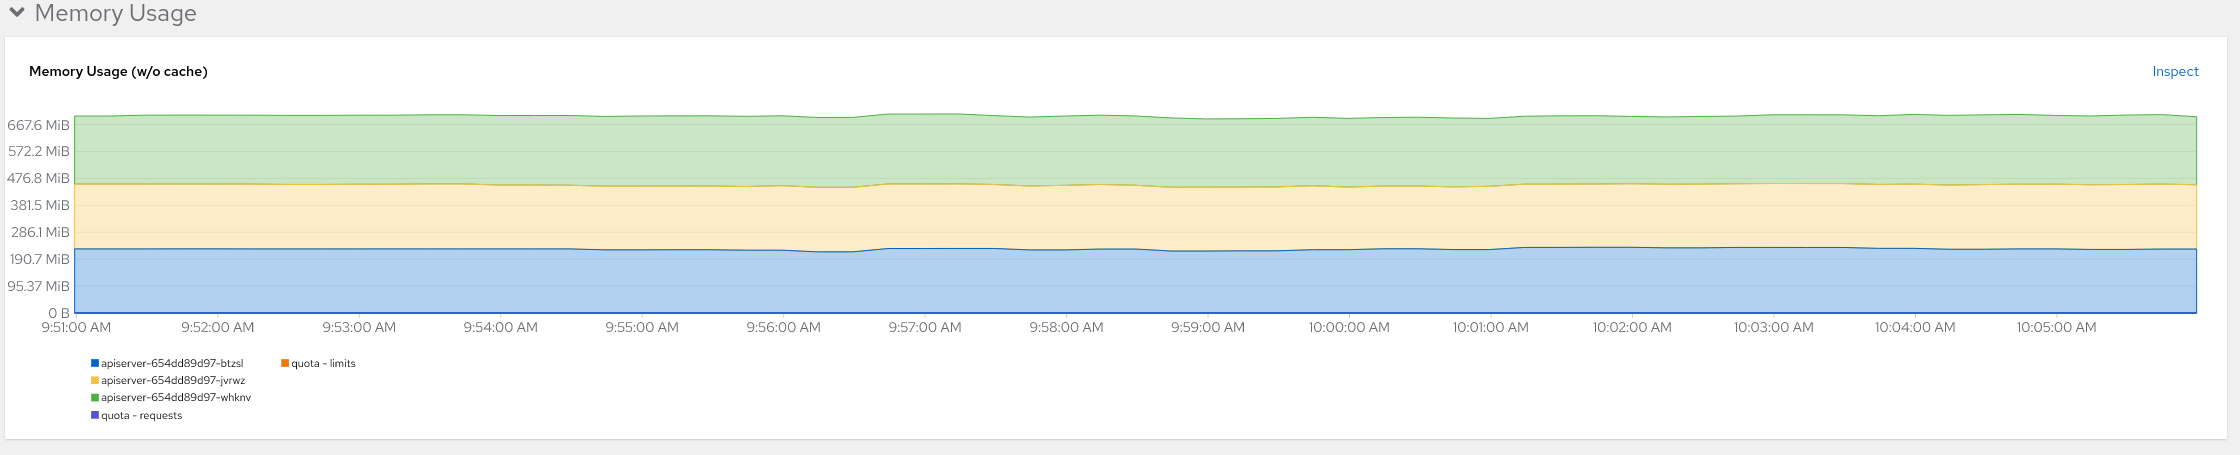 Memory Usage
Memory Usage (w/o cache)
Inspect
667.6 MiB
572.2 MiB
476.8 MiB
381.5 MiB
286.1 MiB
190.7 MiB
95.37 MiB
0 B
9:51:00 AM 9:52:00 AM 9:53:00 AM 9:54:00 AM 9:55:00 AM 9:56:00 AM 9:57:00 AM 9:58:00 AM 9:59:00 AM 10:00:00 AM 10:01:00 AM 10:02:00 AM 10:03:00 AM 10:04:00 AM 10:05:00 AM
apiserver-654dd89d97-btzsl quota - limits
apiserver-654dd89d97-jvrwz
apiserver-654dd89d97-whknv
quota - requests